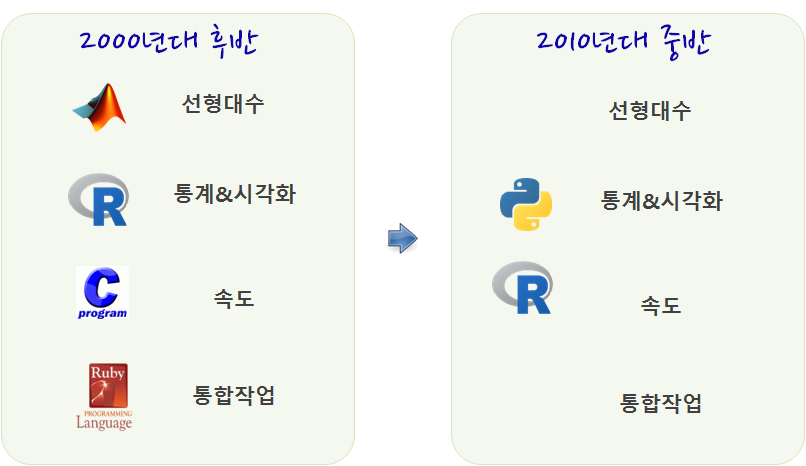 2000년대 후반
선형대수
R
통계&시각화
C
program
속도
Ruby
PROGRAMMING
Language
통합작업
2010년대 중반
선형대수
통계&시각화
R
속도
통합작업